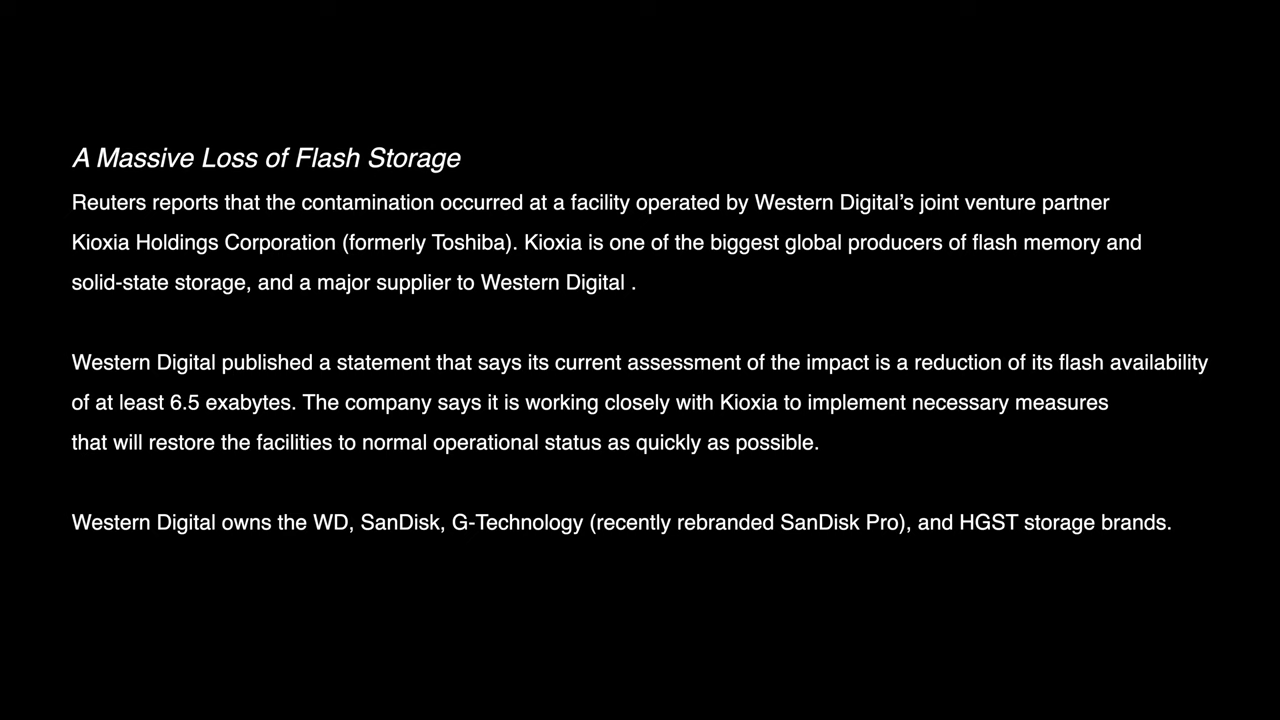 A Massive Loss of Flash Storage
Reuters reports that the contamination occurred at a facility operated by Western Digital’s joint venture partner
Kioxia Holdings Corporation (formerly Toshiba). Kioxia is one of the biggest global producers of flash memory and
solid-state storage, and a major supplier to Western Digital .
Western Digital published a statement that says its current assessment of the impact is a reduction of its flash availability
of at least 6.5 exabytes. The company says it is working closely with Kioxia to implement necessary measures
that will restore the facilities to normal operational status as quickly as possible.
Western Digital owns the WD, SanDisk, G-Technology (recently rebranded SanDisk Pro), and HGST storage brands.